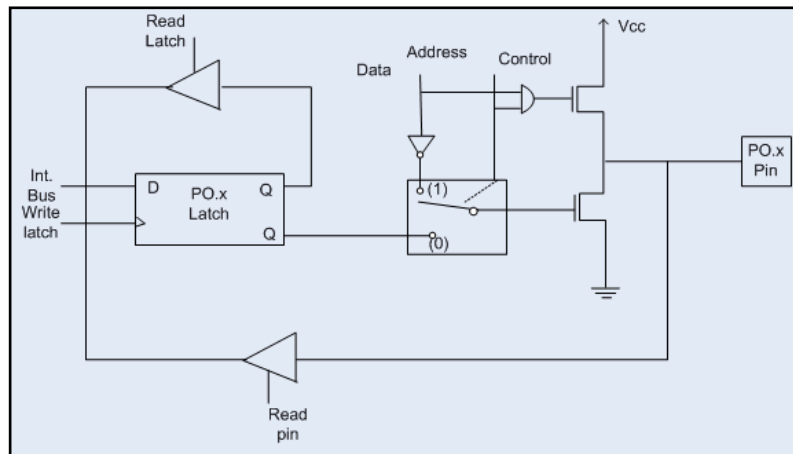 Read
Latch
Vcc
Address
Data
Control
Int.
Bus
Write
latch
D
PO.x
Latch
Q
Q
(1)
(0)
PO.x
Pin
Read
pin